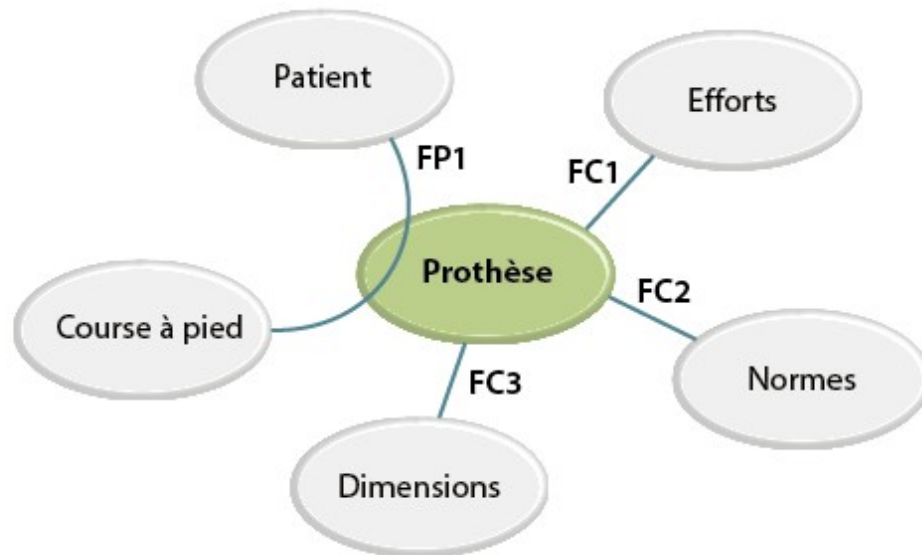 Patient
Efforts
FP1
FC1
Prothèse
FC2
Course à pied
Normes
FC3
Dimensions